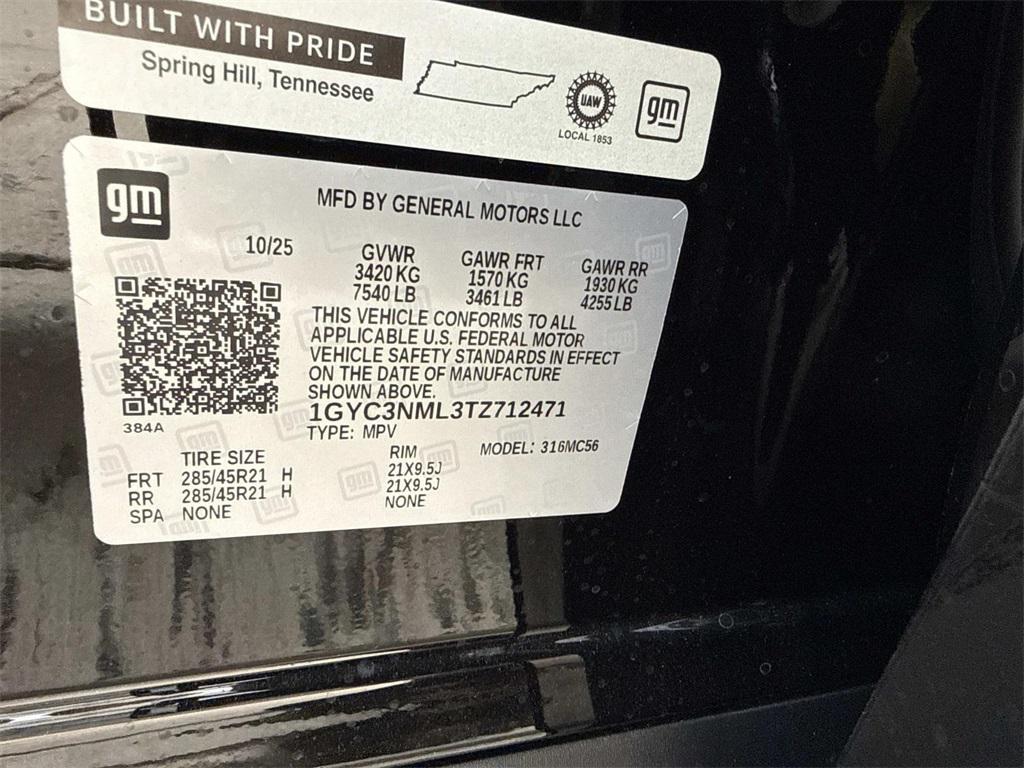 BUILT WITH PRIDE
Spring Hill, Tennessee
UAW
LOCAL 1853
gm
gm
MFD BY GENERAL MOTORS LLC
10/25
GVWR GAWR FRT GAWR RR
3420 KG 1570 KG 1930 KG
7540 LB 3461 LB 4255 LB
THIS VEHICLE CONFORMS TO ALL
APPLICABLE U.S. FEDERAL MOTOR
VEHICLE SAFETY STANDARDS IN EFFECT
ON THE DATE OF MANUFACTURE
SHOWN ABOVE.
384A
1GYC3NML3TZ712471
TYPE: MPV MODEL: 316MC56
TIRE SIZE RIM
FRT 285/45R21 H 21X9.5J
RR 285/45R21 H 21X9.5J
SPA NONE NONE